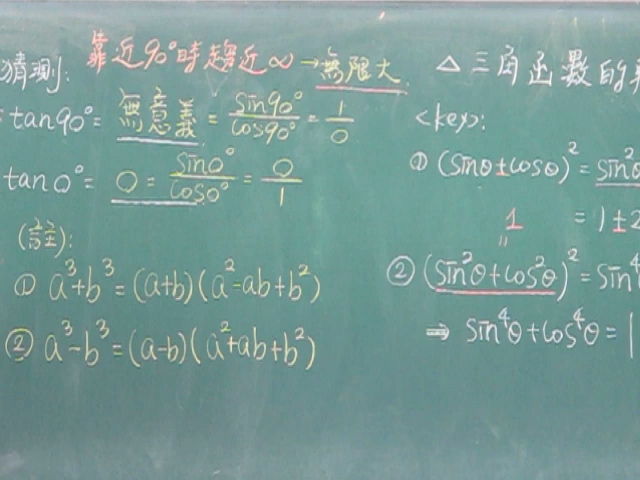 猜測: 靠近90°時趨近∞→無限大
tan90°= 無意義 = sin90°/cos90° = 1/0
tan0°= 0 = sin0°/cos0° = 0/1
(註):
① a³+b³=(a+b)(a²-ab+b²)
② a³-b³=(a-b)(a²+ab+b²)
△三角函數的
<key>:
① (sinθ±cosθ)² = sin²θ
= 1±2
1
② (sin²θ+cos²θ)² = sin⁴
⇒ sin⁴θ+cos⁴θ = 1